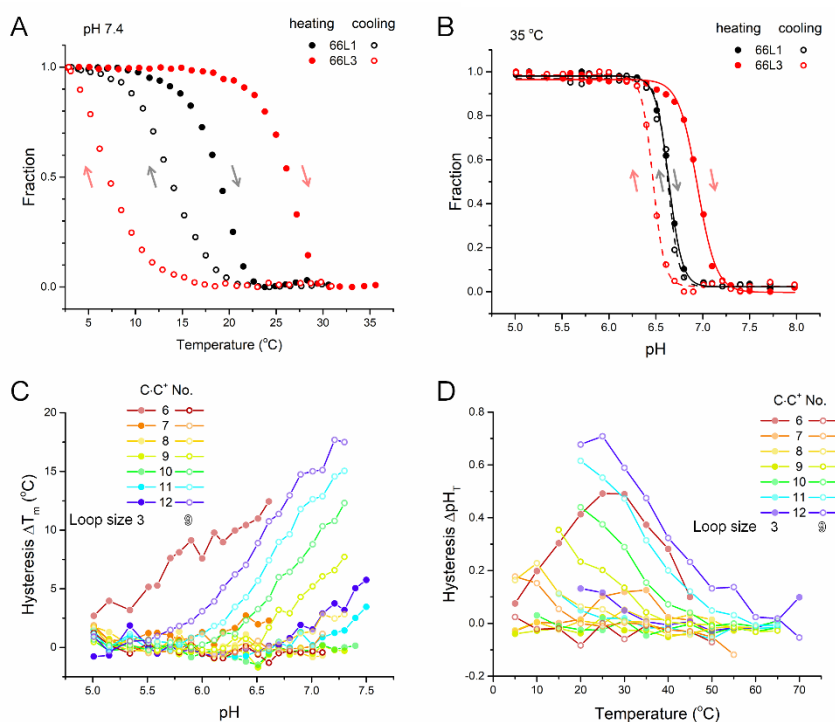 A
pH 7.4
heating cooling
66L1
66L3
Fraction
1.0
0.5
0.0
5 10 15 20 25 30 35
Temperature (°C)
B
35 °C
heating cooling
66L1
66L3
Fraction
1.0
0.8
0.6
0.4
0.2
0.0
5.0 5.5 6.0 6.5 7.0 7.5 8.0
pH
C
C·C⁺ No.
6
7
8
9
10
11
12
Loop size 3 9
Hysteresis ΔTₘ (°C)
25
20
15
10
5
0
5.0 5.5 6.0 6.5 7.0 7.5
pH
D
C·C⁺ No.
6
7
8
9
10
11
12
Loop size 3 9
Hysteresis ΔpH_T
0.8
0.6
0.4
0.2
0.0
-0.2
0 10 20 30 40 50 60 70
Temperature (°C)